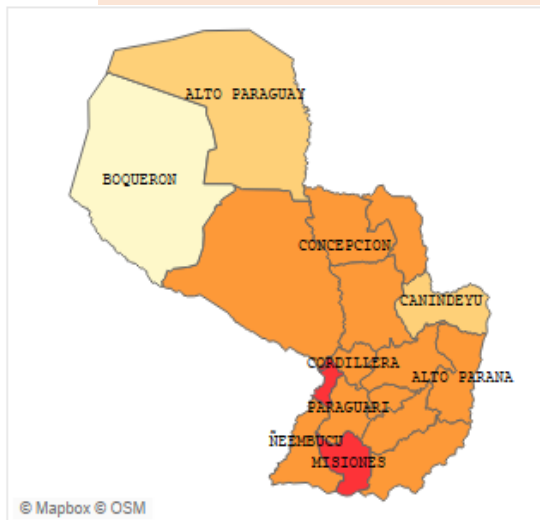 ALTO PARAGUAY
BOQUERON
CONCEPCION
CANINDEYU
CORDILLERA
ALTO PARANA
PARAGUARI
ÑEEMBUCU
MISIONES
© Mapbox © OSM